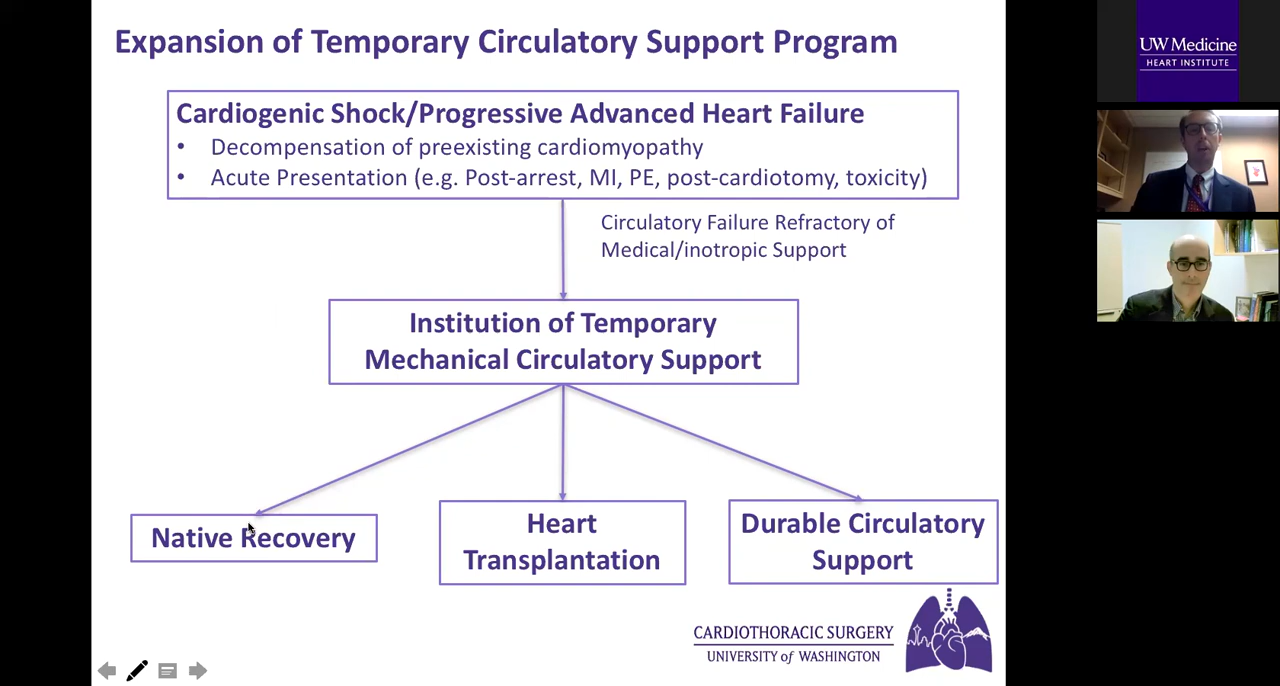 Expansion of Temporary Circulatory Support Program
Cardiogenic Shock/Progressive Advanced Heart Failure
• Decompensation of preexisting cardiomyopathy
• Acute Presentation (e.g. Post-arrest, MI, PE, post-cardiotomy, toxicity)
Circulatory Failure Refractory of
Medical/inotropic Support
Institution of Temporary
Mechanical Circulatory Support
Native Recovery
Heart
Transplantation
Durable Circulatory
Support
CARDIOTHORACIC SURGERY
UNIVERSITY of WASHINGTON
UW Medicine
HEART INSTITUTE